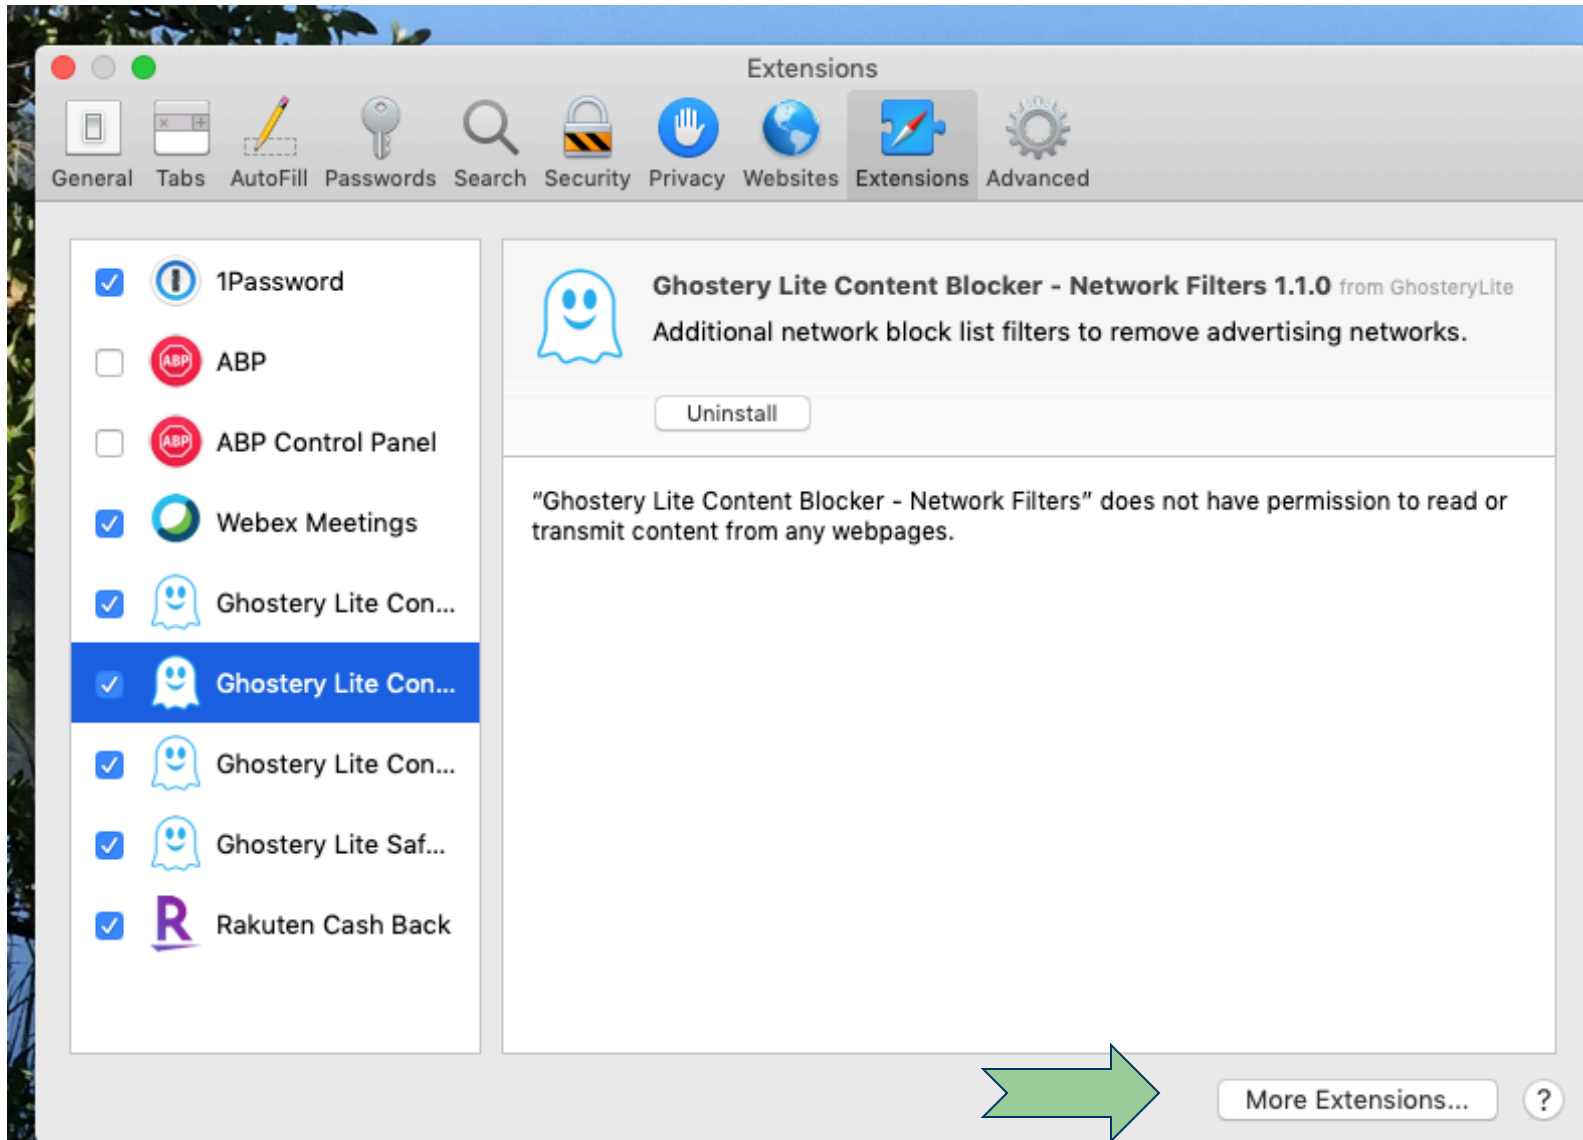 Extensions
General Tabs AutoFill Passwords Search Security Privacy Websites Extensions Advanced
1Password
ABP ABP
ABP ABP Control Panel
Webex Meetings
Ghostery Lite Con...
Ghostery Lite Con...
Ghostery Lite Con...
Ghostery Lite Saf...
R Rakuten Cash Back
Ghostery Lite Content Blocker - Network Filters 1.1.0 from GhosteryLite
Additional network block list filters to remove advertising networks.
Uninstall
“Ghostery Lite Content Blocker - Network Filters” does not have permission to read or
transmit content from any webpages.
More Extensions... ?